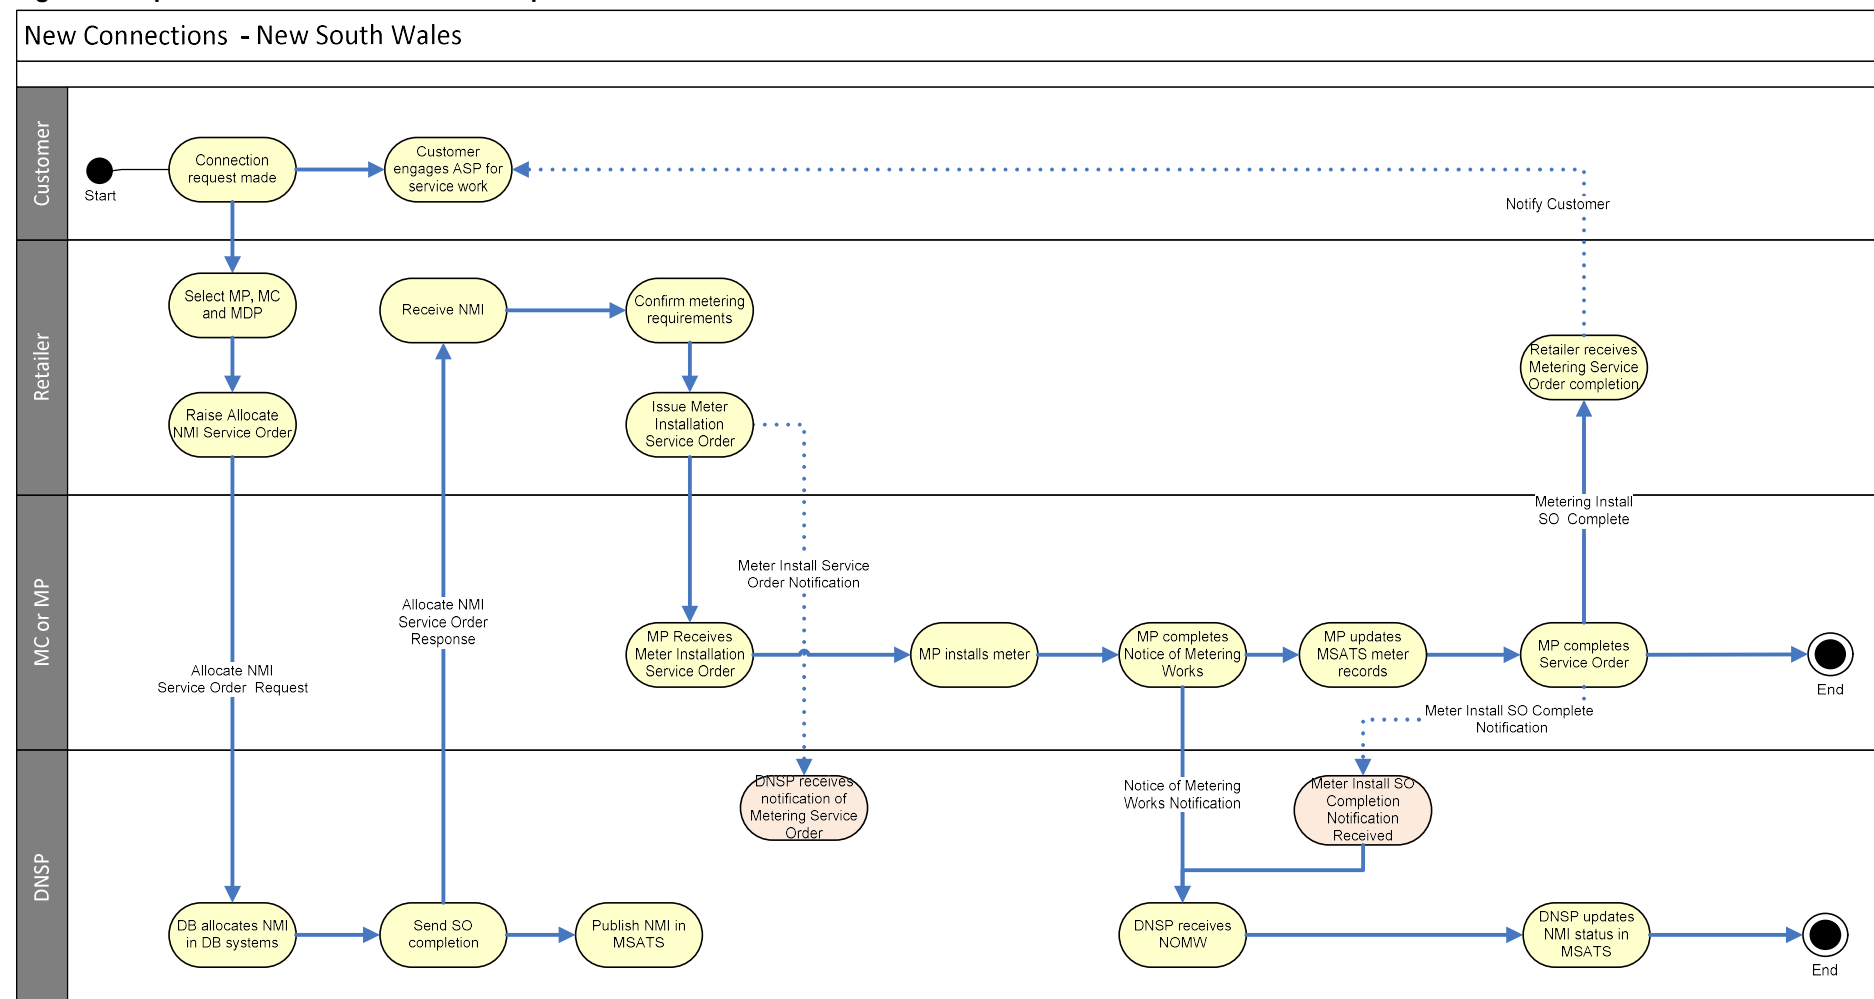 New Connections - New South Wales
Customer
Start
Connection
request made
Customer
engages ASP for
service work
Notify Customer
Retailer
Select MP, MC
and MDP
Receive NMI
Confirm metering
requirements
Retailer receives
Metering Service
Order completion
Raise Allocate
NMI Service Order
Issue Meter
Installation
Service Order
MC or MP
Metering Install
SO Complete
Meter Install Service
Order Notification
Allocate NMI
Service Order
Response
Allocate NMI
Service Order Request
MP Receives
Meter Installation
Service Order
MP installs meter
MP completes
Notice of Metering
Works
MP updates
MSATS meter
records
MP completes
Service Order
End
Meter Install SO Complete
Notification
DNSP
DNSP receives
notification of
Metering Service
Order
Notice of Metering
Works Notification
Meter Install SO
Completion
Notification
Received
DB allocates NMI
in DB systems
Send SO
completion
Publish NMI in
MSATS
DNSP receives
NOMW
DNSP updates
NMI status in
MSATS
End